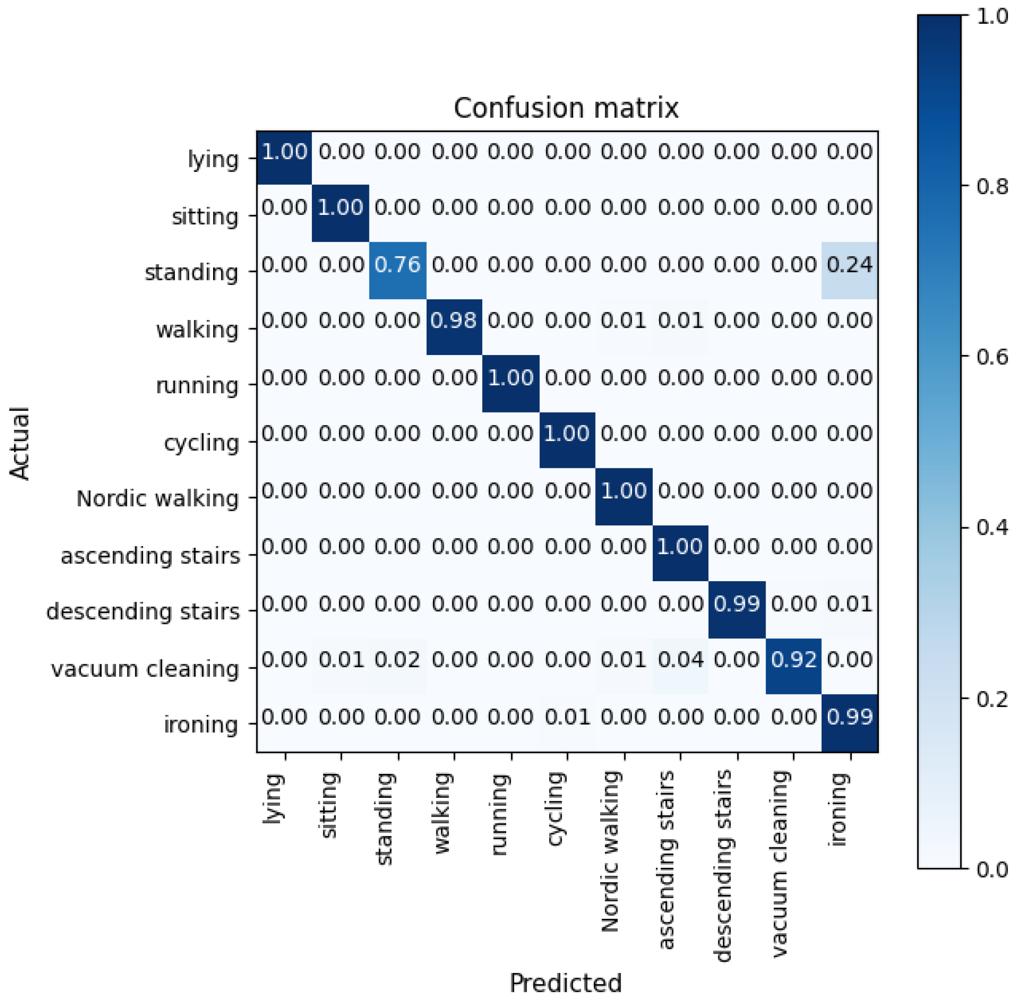 Confusion matrix
lying 1.00 0.00 0.00 0.00 0.00 0.00 0.00 0.00 0.00 0.00 0.00
sitting 0.00 1.00 0.00 0.00 0.00 0.00 0.00 0.00 0.00 0.00 0.00
standing 0.00 0.00 0.76 0.00 0.00 0.00 0.00 0.00 0.00 0.00 0.24
walking 0.00 0.00 0.00 0.98 0.00 0.00 0.01 0.01 0.00 0.00 0.00
running 0.00 0.00 0.00 0.00 1.00 0.00 0.00 0.00 0.00 0.00 0.00
cycling 0.00 0.00 0.00 0.00 0.00 1.00 0.00 0.00 0.00 0.00 0.00
Nordic walking 0.00 0.00 0.00 0.00 0.00 0.00 1.00 0.00 0.00 0.00 0.00
ascending stairs 0.00 0.00 0.00 0.00 0.00 0.00 0.00 1.00 0.00 0.00 0.00
descending stairs 0.00 0.00 0.00 0.00 0.00 0.00 0.00 0.00 0.99 0.00 0.01
vacuum cleaning 0.00 0.01 0.02 0.00 0.00 0.00 0.01 0.04 0.00 0.92 0.00
ironing 0.00 0.00 0.00 0.00 0.00 0.01 0.00 0.00 0.00 0.00 0.99
Actual
lying
sitting
standing
walking
running
cycling
Nordic walking
ascending stairs
descending stairs
vacuum cleaning
ironing
Predicted
1.0
0.8
0.6
0.4
0.2
0.0